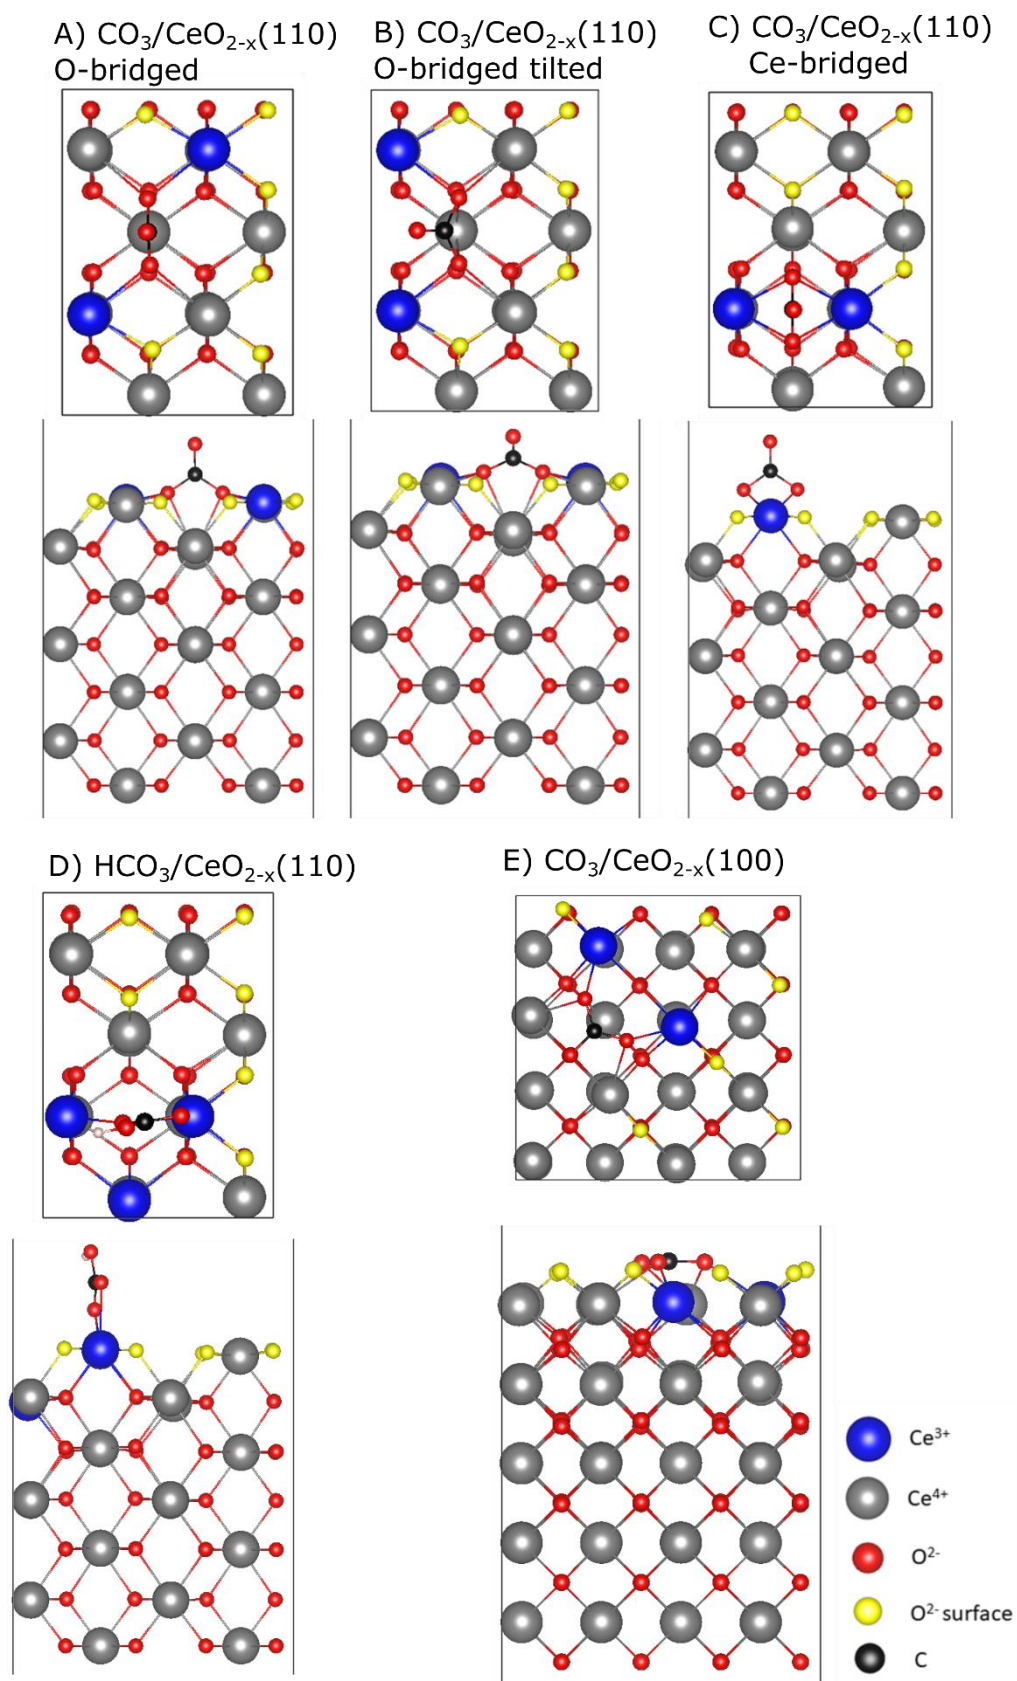 A) CO₃/CeO₂₋ₓ(110)
O-bridged
B) CO₃/CeO₂₋ₓ(110)
O-bridged tilted
C) CO₃/CeO₂₋ₓ(110)
Ce-bridged
D) HCO₃/CeO₂₋ₓ(110)
E) CO₃/CeO₂₋ₓ(100)
Ce³⁺
Ce⁴⁺
O²⁻
O²⁻ surface
C